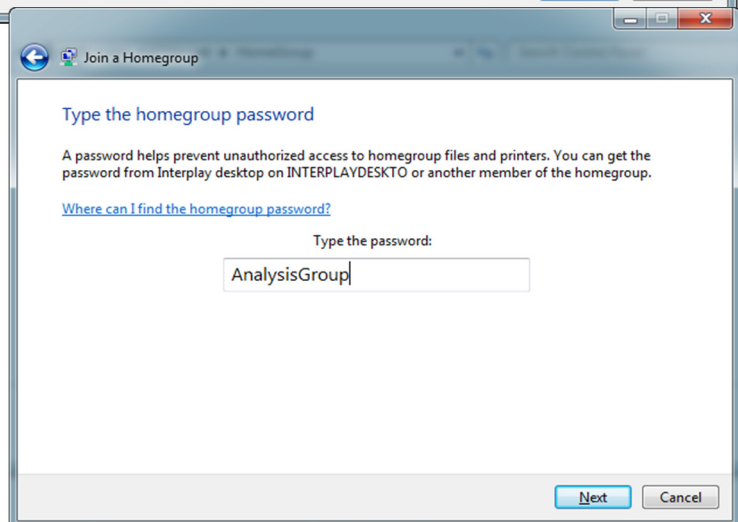 Join a Homegroup
Type the homegroup password
A password helps prevent unauthorized access to homegroup files and printers. You can get the
password from Interplay desktop on INTERPLAYDESKTO or another member of the homegroup.
Where can I find the homegroup password?
Type the password:
AnalysisGroup
Next
Cancel